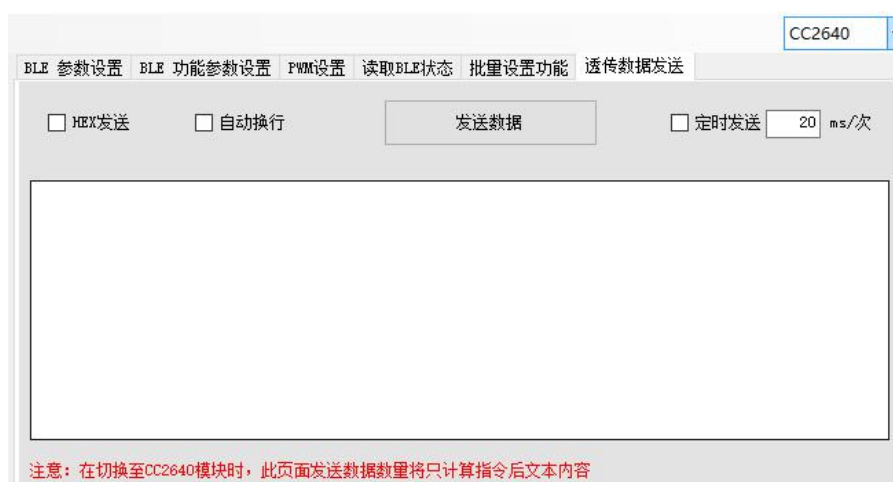 CC2640
BLE 参数设置 BLE 功能参数设置 PWM设置 读取BLE状态 批量设置功能 透传数据发送
HEX发送 自动换行 发送数据 定时发送 20 ms/次
注意：在切换至CC2640模块时，此页面发送数据数量将只计算指令后文本内容